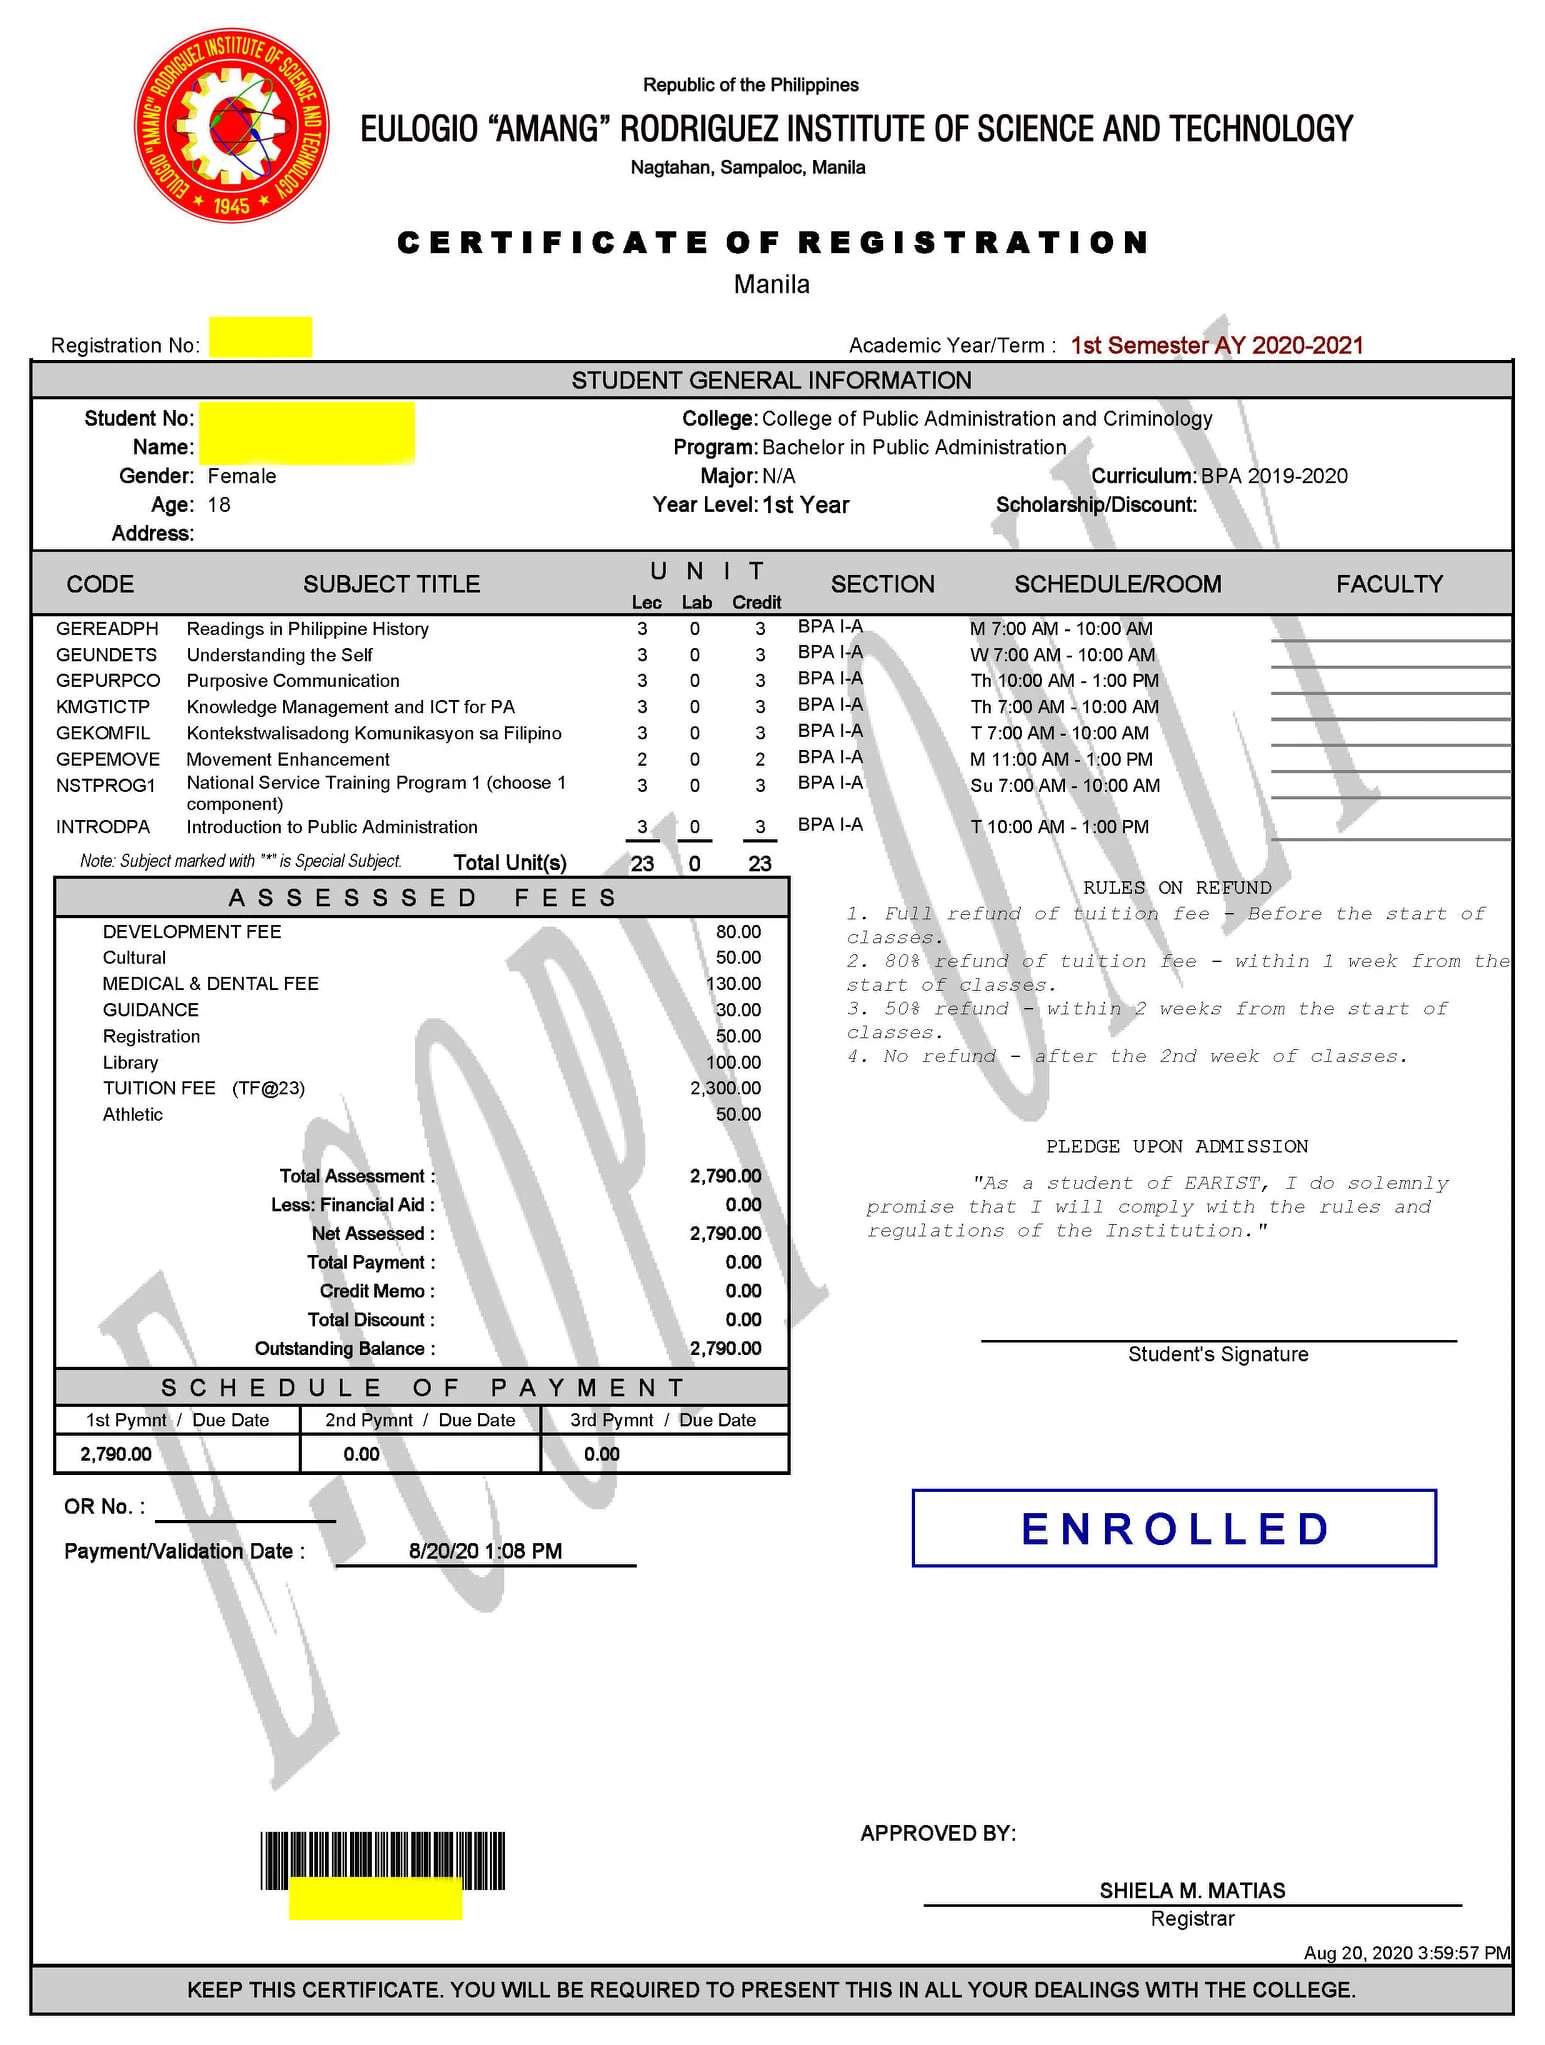 EULOGIO "AMANG" RODRIGUEZ INSTITUTE OF SCIENCE AND TECHNOLOGY
1945
Republic of the Philippines
EULOGIO “AMANG” RODRIGUEZ INSTITUTE OF SCIENCE AND TECHNOLOGY
Nagtahan, Sampaloc, Manila
CERTIFICATE OF REGISTRATION
Manila
Registration No: Academic Year/Term : 1st Semester AY 2020-2021
STUDENT GENERAL INFORMATION
Student No: College: College of Public Administration and Criminology
Name: Program: Bachelor in Public Administration
Gender: Female Major: N/A Curriculum: BPA 2019-2020
Age: 18 Year Level: 1st Year Scholarship/Discount:
Address:
CODE SUBJECT TITLE UNIT SECTION SCHEDULE/ROOM FACULTY
Lec Lab Credit
GEREADPH Readings in Philippine History 3 0 3 BPA I-A M 7:00 AM - 10:00 AM
GEUNDETS Understanding the Self 3 0 3 BPA I-A W 7:00 AM - 10:00 AM
GEPURPCO Purposive Communication 3 0 3 BPA I-A Th 10:00 AM - 1:00 PM
KMGTICTP Knowledge Management and ICT for PA 3 0 3 BPA I-A Th 7:00 AM - 10:00 AM
GEKOMFIL Kontekstwalisadong Komunikasyon sa Filipino 3 0 3 BPA I-A T 7:00 AM - 10:00 AM
GEPEMOVE Movement Enhancement 2 0 2 BPA I-A M 11:00 AM - 1:00 PM
NSTPROG1 National Service Training Program 1 (choose 1 3 0 3 BPA I-A Su 7:00 AM - 10:00 AM
component)
INTRODPA Introduction to Public Administration 3 0 3 BPA I-A T 10:00 AM - 1:00 PM
Note: Subject marked with "*" is Special Subject. Total Unit(s) 23 0 23
ASSESSSED FEES
DEVELOPMENT FEE 80.00
Cultural 50.00
MEDICAL & DENTAL FEE 130.00
GUIDANCE 30.00
Registration 50.00
Library 100.00
TUITION FEE (TF@23) 2,300.00
Athletic 50.00
Total Assessment : 2,790.00
Less: Financial Aid : 0.00
Net Assessed : 2,790.00
Total Payment : 0.00
Credit Memo : 0.00
Total Discount : 0.00
Outstanding Balance : 2,790.00
SCHEDULE OF PAYMENT
1st Pymnt / Due Date 2nd Pymnt / Due Date 3rd Pymnt / Due Date
2,790.00 0.00 0.00
OR No. :
Payment/Validation Date : 8/20/20 1:08 PM
RULES ON REFUND
1. Full refund of tuition fee - Before the start of
classes.
2. 80% refund of tuition fee - within 1 week from the
start of classes.
3. 50% refund - within 2 weeks from the start of
classes.
4. No refund - after the 2nd week of classes.
PLEDGE UPON ADMISSION
"As a student of EARIST, I do solemnly
promise that I will comply with the rules and
regulations of the Institution."
Student's Signature
ENROLLED
E-COPY ONLY
APPROVED BY:
SHIELA M. MATIAS
Registrar
Aug 20, 2020 3:59:57 PM
KEEP THIS CERTIFICATE. YOU WILL BE REQUIRED TO PRESENT THIS IN ALL YOUR DEALINGS WITH THE COLLEGE.